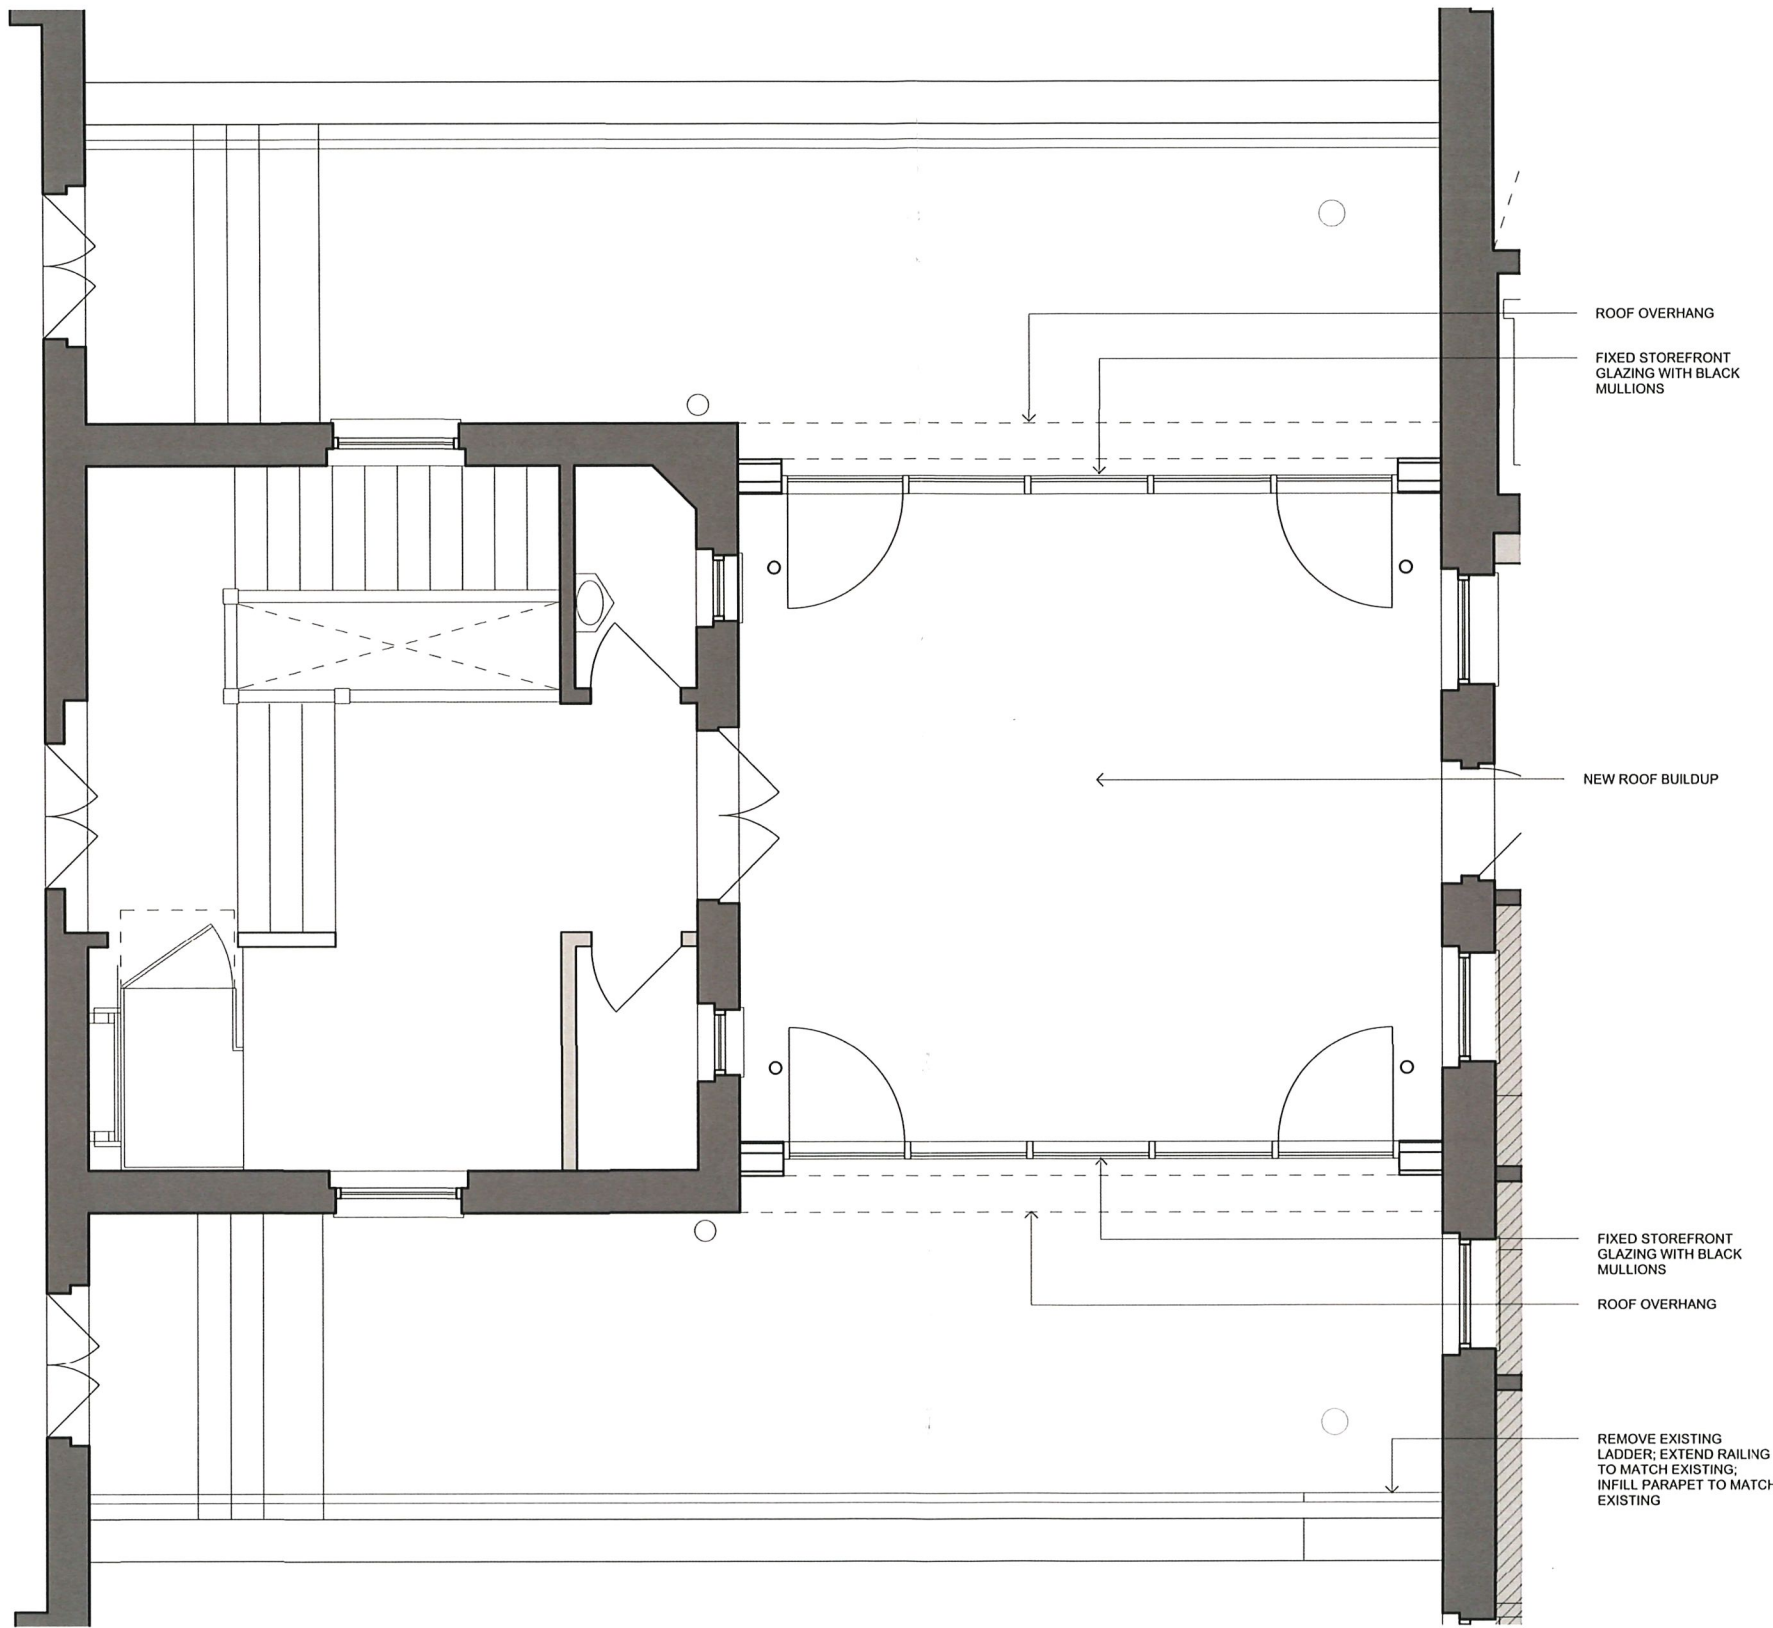 ROOF OVERHANG
FIXED STOREFRONT
GLAZING WITH BLACK
MULLIONS
NEW ROOF BUILDUP
FIXED STOREFRONT
GLAZING WITH BLACK
MULLIONS
ROOF OVERHANG
REMOVE EXISTING
LADDER; EXTEND RAILING
TO MATCH EXISTING;
INFILL PARAPET TO MATCH
EXISTING